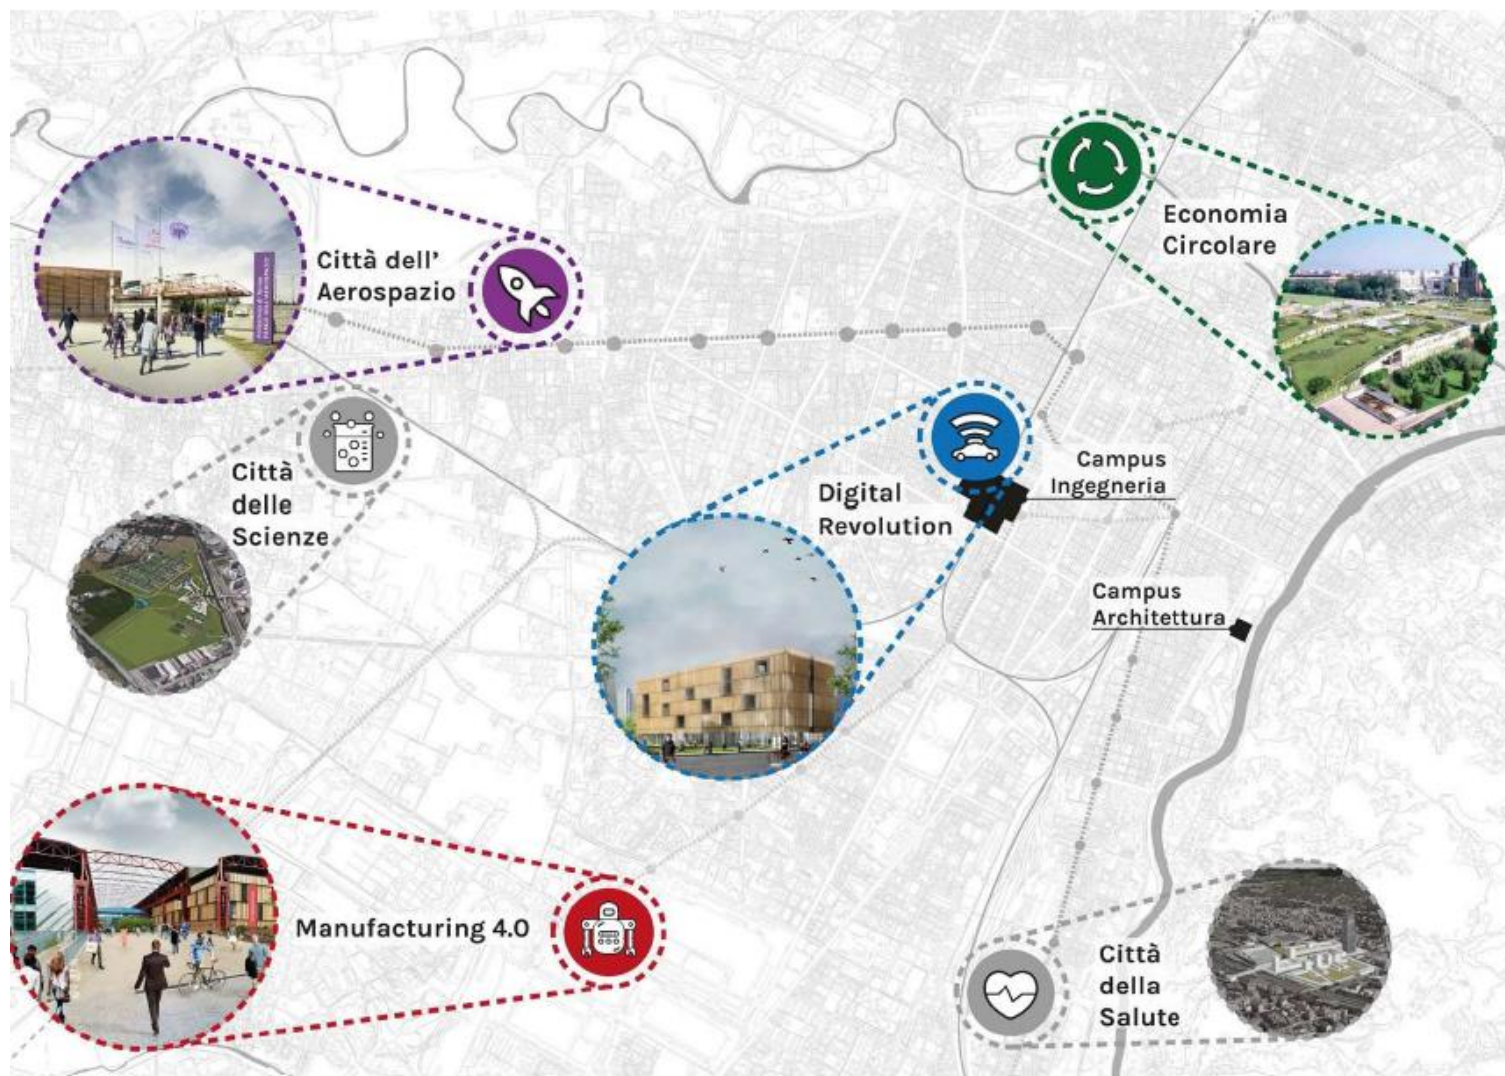 Città dell'
Aerospazio
Economia
Circolare
Città
delle
Scienze
Digital
Revolution
Campus
Ingegneria
Campus
Architettura
Manufacturing 4.0
Città
della
Salute